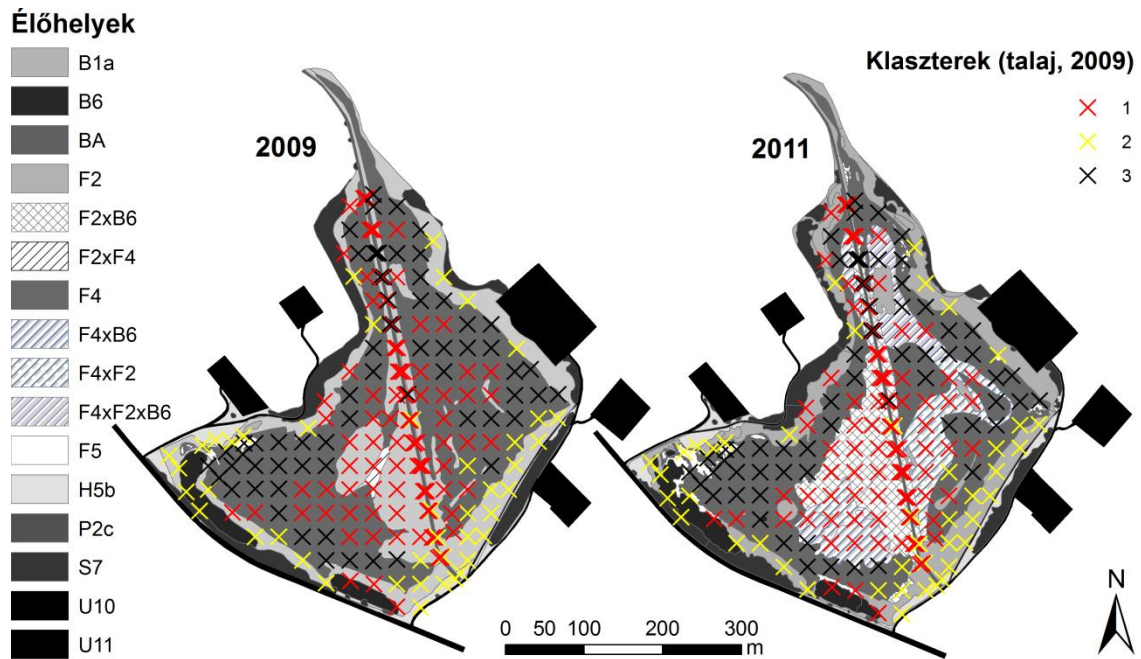 Élőhelyek
B1a
B6
BA
F2
F2xB6
F2xF4
F4
F4xB6
F4xF2
F4xF2xB6
F5
H5b
P2c
S7
U10
U11
2009
2011
Klaszterek (talaj, 2009)
1
2
3
0 50 100 200 300
m
N